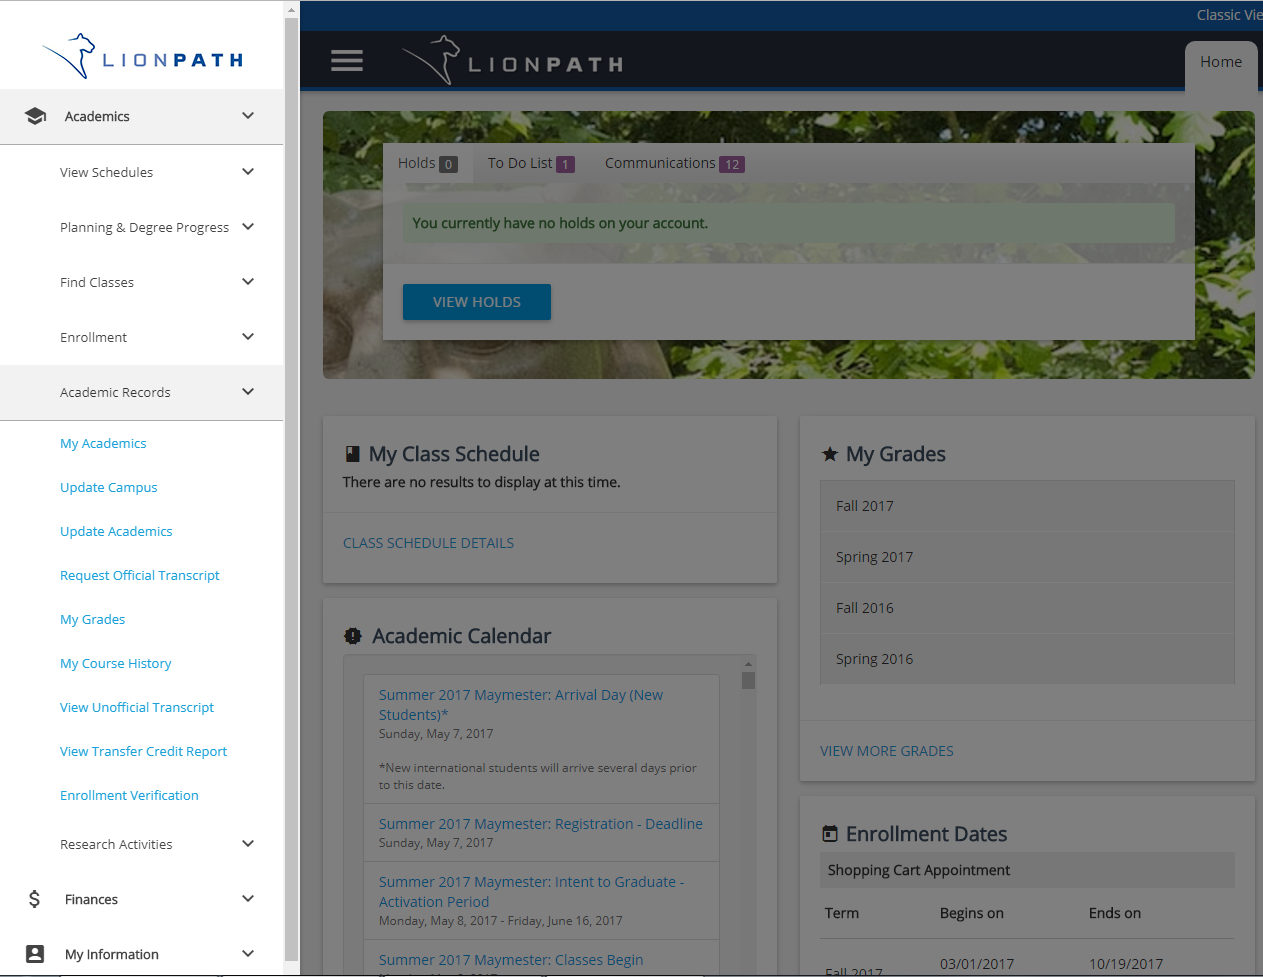 LIONPATH
Academics
View Schedules
Planning & Degree Progress
Find Classes
Enrollment
Academic Records
My Academics
Update Campus
Update Academics
Request Official Transcript
My Grades
My Course History
View Unofficial Transcript
View Transfer Credit Report
Enrollment Verification
Research Activities
Finances
My Information
Classic Vie
LIONPATH
Home
Holds 0 To Do List 1 Communications 12
You currently have no holds on your account.
VIEW HOLDS
My Class Schedule
There are no results to display at this time.
CLASS SCHEDULE DETAILS
Academic Calendar
Summer 2017 Maymester: Arrival Day (New
Students)*
Sunday, May 7, 2017
*New international students will arrive several days prior
to this date.
Summer 2017 Maymester: Registration - Deadline
Sunday, May 7, 2017
Summer 2017 Maymester: Intent to Graduate -
Activation Period
Monday, May 8, 2017 - Friday, June 16, 2017
Summer 2017 Maymester: Classes Begin
My Grades
Fall 2017
Spring 2017
Fall 2016
Spring 2016
VIEW MORE GRADES
Enrollment Dates
Shopping Cart Appointment
Term Begins on Ends on
Fall 2017 03/01/2017 10/19/2017